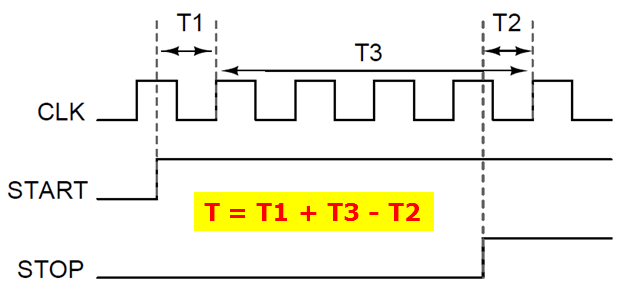 T1
T2
T3
CLK
START
T = T1 + T3 - T2
STOP